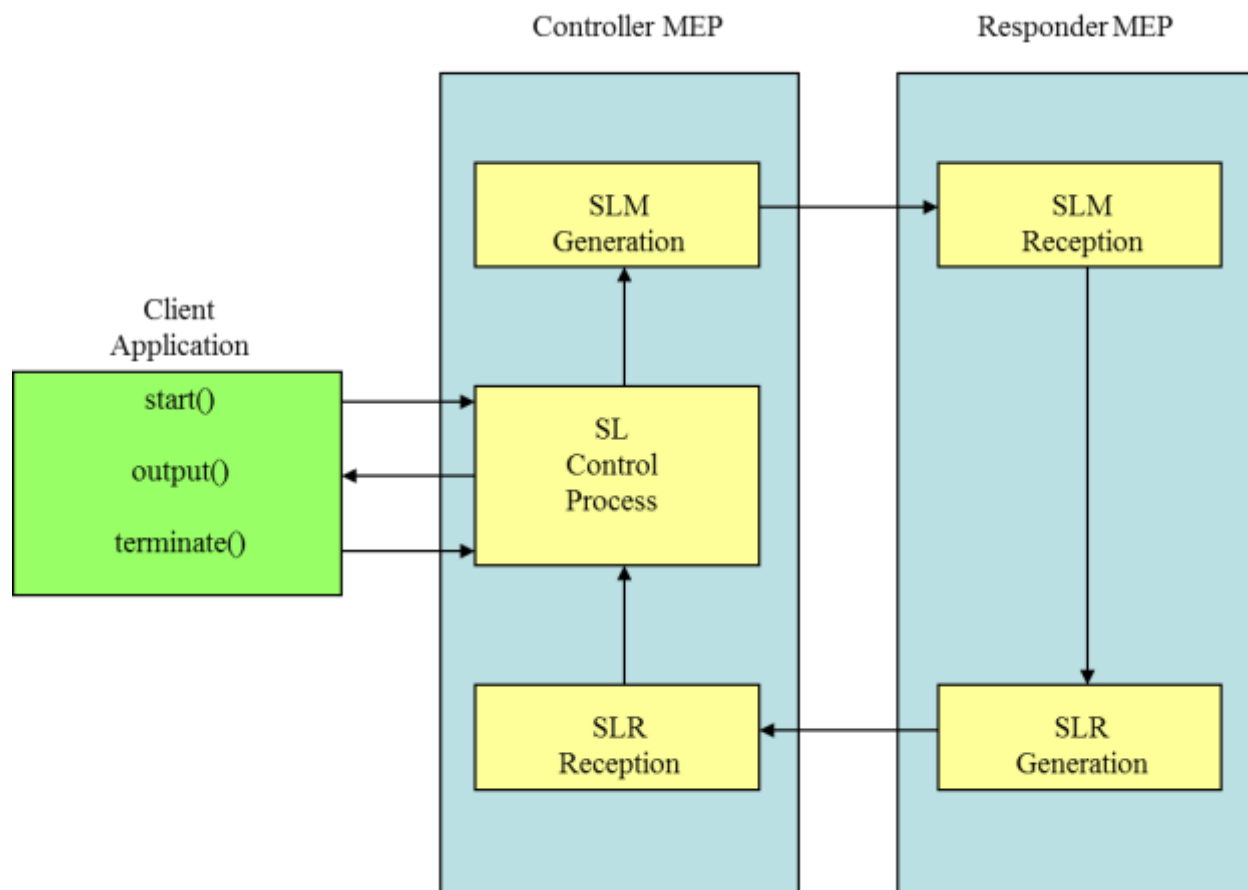 Controller MEP
Responder MEP
SLM
Generation
SLM
Reception
Client
Application
start()
output()
terminate()
SL
Control
Process
SLR
Reception
SLR
Generation